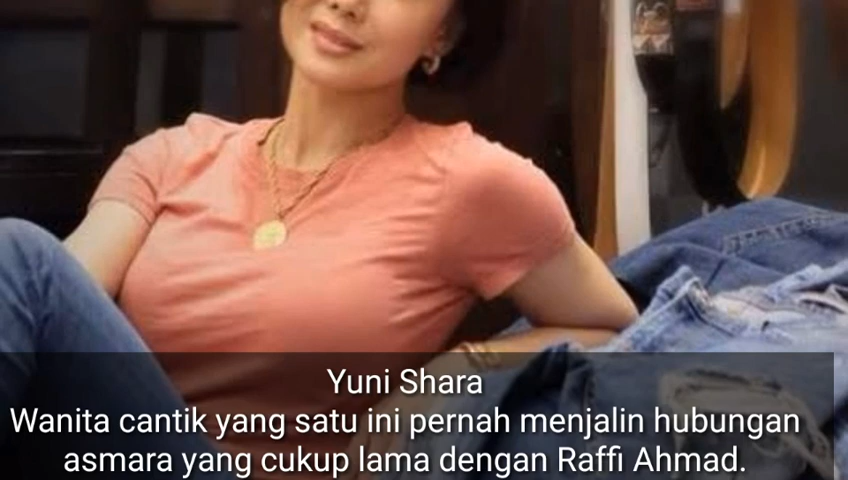 Yuni Shara
Wanita cantik yang satu ini pernah menjalin hubungan
asmara yang cukup lama dengan Raffi Ahmad.